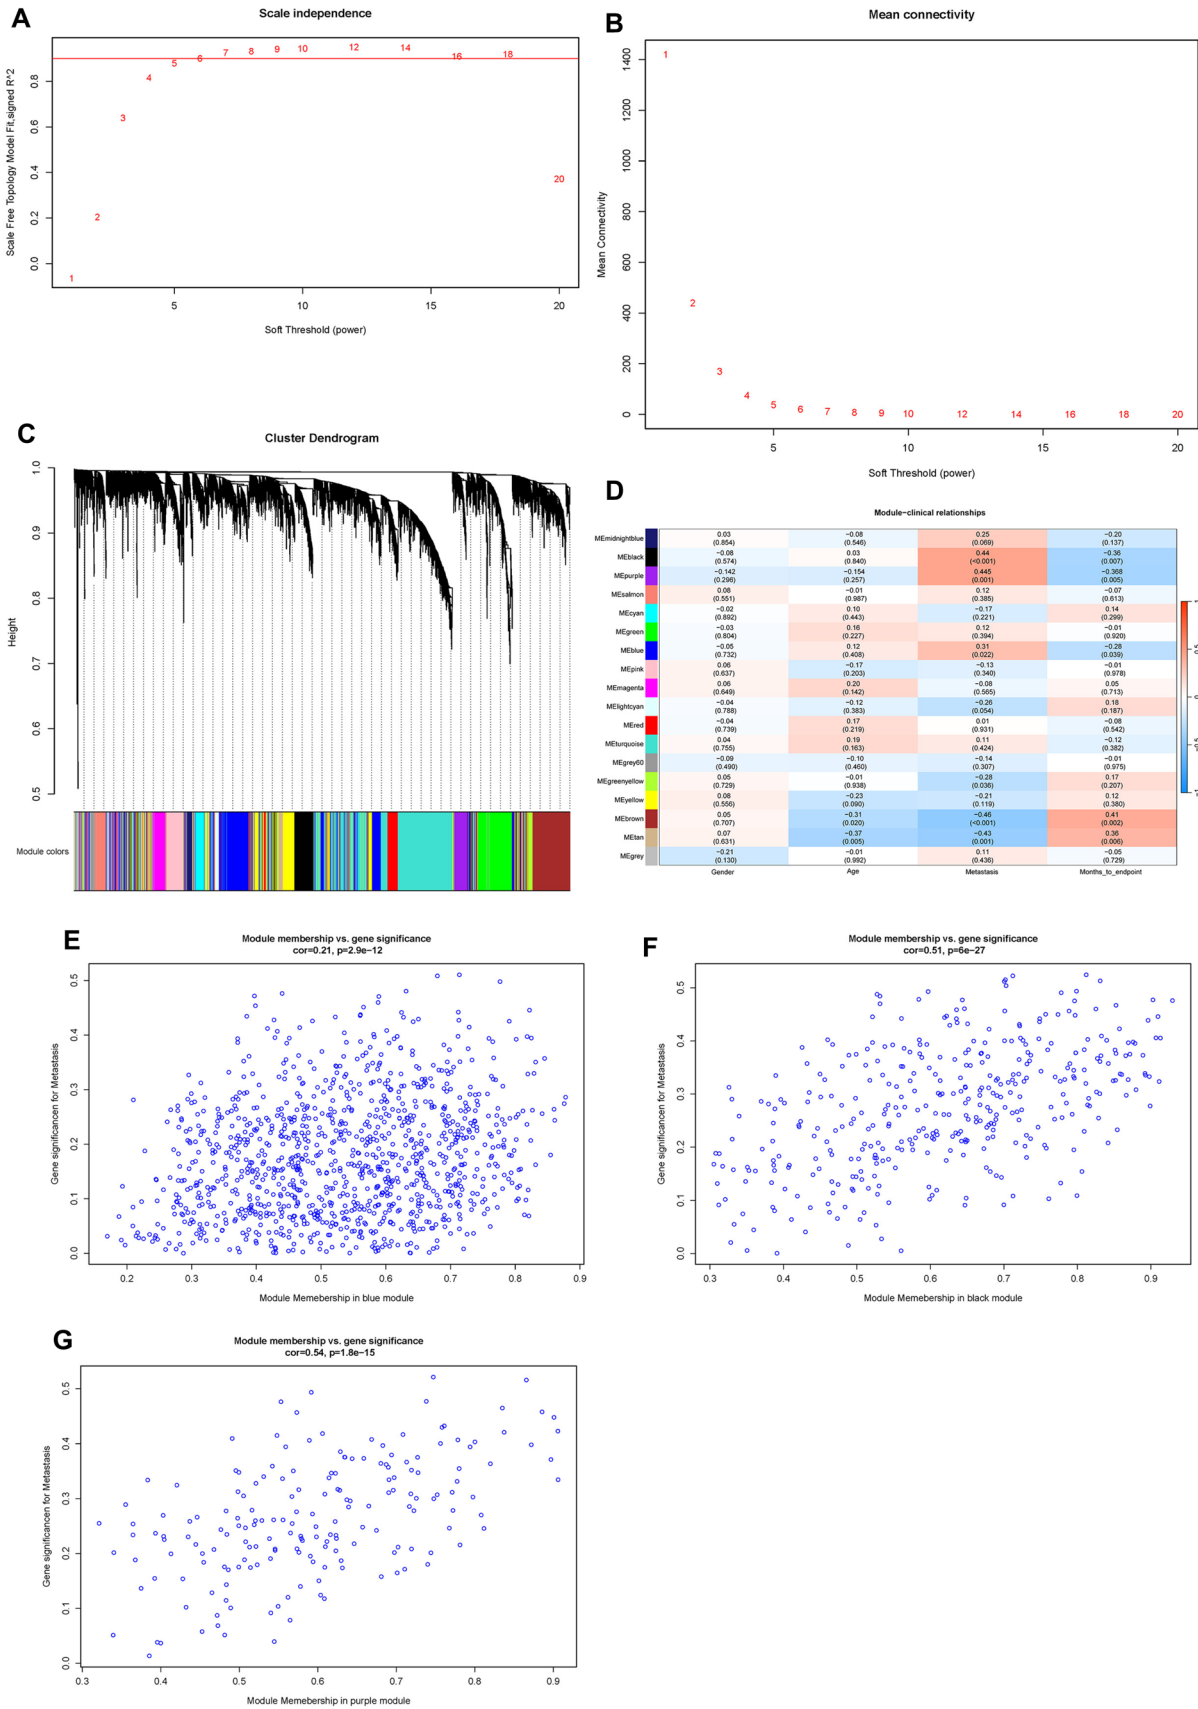 A
Scale independence
Scale Free Topology Model Fit,signed R^2
0.0
0.2
0.4
0.6
0.8
1
2
3
4
5
6
7
8
9
10
12
14
16
18
20
5
10
15
20
Soft Threshold (power)
B
Mean connectivity
Mean Connectivity
0
200
400
600
800
1000
1200
1400
1
2
3
4
5
6
7
8
9
10
12
14
16
18
20
5
10
15
20
Soft Threshold (power)
C
Cluster Dendrogram
Height
0.5
0.6
0.7
0.8
0.9
1.0
Module colors
D
Module−clinical relationships
MEmidnightblue 0.03 −0.08 0.25 −0.20
(0.854) (0.546) (0.069) (0.137)
MEblack −0.08 0.03 0.44 −0.36
(0.574) (0.840) (<0.001) (0.007)
MEpurple −0.142 −0.154 0.445 −0.368
(0.296) (0.257) (0.001) (0.005)
MEsalmon 0.08 −0.01 0.12 −0.07
(0.551) (0.987) (0.385) (0.613)
MEcyan −0.02 0.10 −0.17 0.14
(0.892) (0.443) (0.221) (0.299)
MEgreen −0.03 0.16 0.12 −0.01
(0.804) (0.227) (0.394) (0.920)
MEblue −0.05 0.12 0.31 −0.28
(0.732) (0.408) (0.022) (0.039)
MEpink 0.06 −0.17 −0.13 −0.01
(0.637) (0.203) (0.340) (0.978)
MEmagenta 0.06 0.20 −0.08 0.05
(0.649) (0.142) (0.565) (0.713)
MElightcyan −0.04 −0.12 −0.26 0.18
(0.788) (0.383) (0.054) (0.187)
MEred −0.04 0.17 0.01 −0.08
(0.739) (0.219) (0.931) (0.542)
MEturquoise 0.04 0.19 0.11 −0.12
(0.755) (0.163) (0.424) (0.382)
MEgrey60 −0.09 −0.10 −0.14 −0.01
(0.490) (0.460) (0.307) (0.975)
MEgreenyellow 0.05 −0.01 −0.28 0.17
(0.729) (0.938) (0.036) (0.207)
MEyellow 0.08 −0.23 −0.21 0.12
(0.556) (0.090) (0.119) (0.380)
MEbrown 0.05 −0.31 −0.46 0.41
(0.707) (0.020) (<0.001) (0.002)
MEtan 0.07 −0.37 −0.43 0.36
(0.631) (0.005) (0.001) (0.006)
MEgrey −0.21 −0.01 0.11 −0.05
(0.130) (0.992) (0.436) (0.729)
Gender Age Metastasis Months_to_endpoint
1
0.5
0
−0.5
−1
E
Module membership vs. gene significance
cor=0.21, p=2.9e−12
Gene significancen for Metastasis
0.0
0.1
0.2
0.3
0.4
0.5
0.2
0.3
0.4
0.5
0.6
0.7
0.8
0.9
Module Memebership in blue module
F
Module membership vs. gene significance
cor=0.51, p=6e−27
Gene significancen for Metastasis
0.0
0.1
0.2
0.3
0.4
0.5
0.3
0.4
0.5
0.6
0.7
0.8
0.9
Module Memebership in black module
G
Module membership vs. gene significance
cor=0.54, p=1.8e−15
Gene significancen for Metastasis
0.0
0.1
0.2
0.3
0.4
0.5
0.3
0.4
0.5
0.6
0.7
0.8
0.9
Module Memebership in purple module